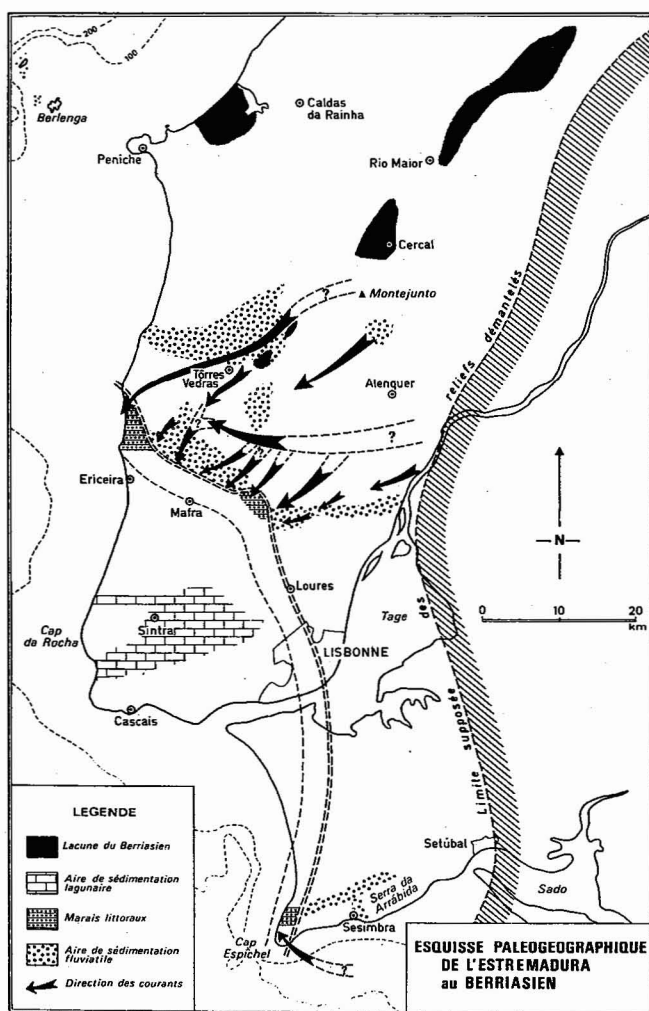 200
100
Berlenga
Caldas
da Rainha
Peniche
Rio Maior
Cercal
?
Montejunto
Tôrres
Vedras
Alenquer
?
Ericeira
Mafra
Loures
Cap
da Rocha
Sintra
LISBONNE
Tage
Cascais
Limite supposée des reliefs démantelés
N
0 10 20
km
Setúbal
Sado
Serra da
Arrábida
Sesimbra
Cap
Espichel
?
LEGENDE
Lacune du Berriasien
Aire de sédimentation
lagunaire
Marais littoraux
Aire de sédimentation
fluviatile
Direction des courants
ESQUISSE PALEOGEOGRAPHIQUE
DE L'ESTREMADURA
au BERRIASIEN